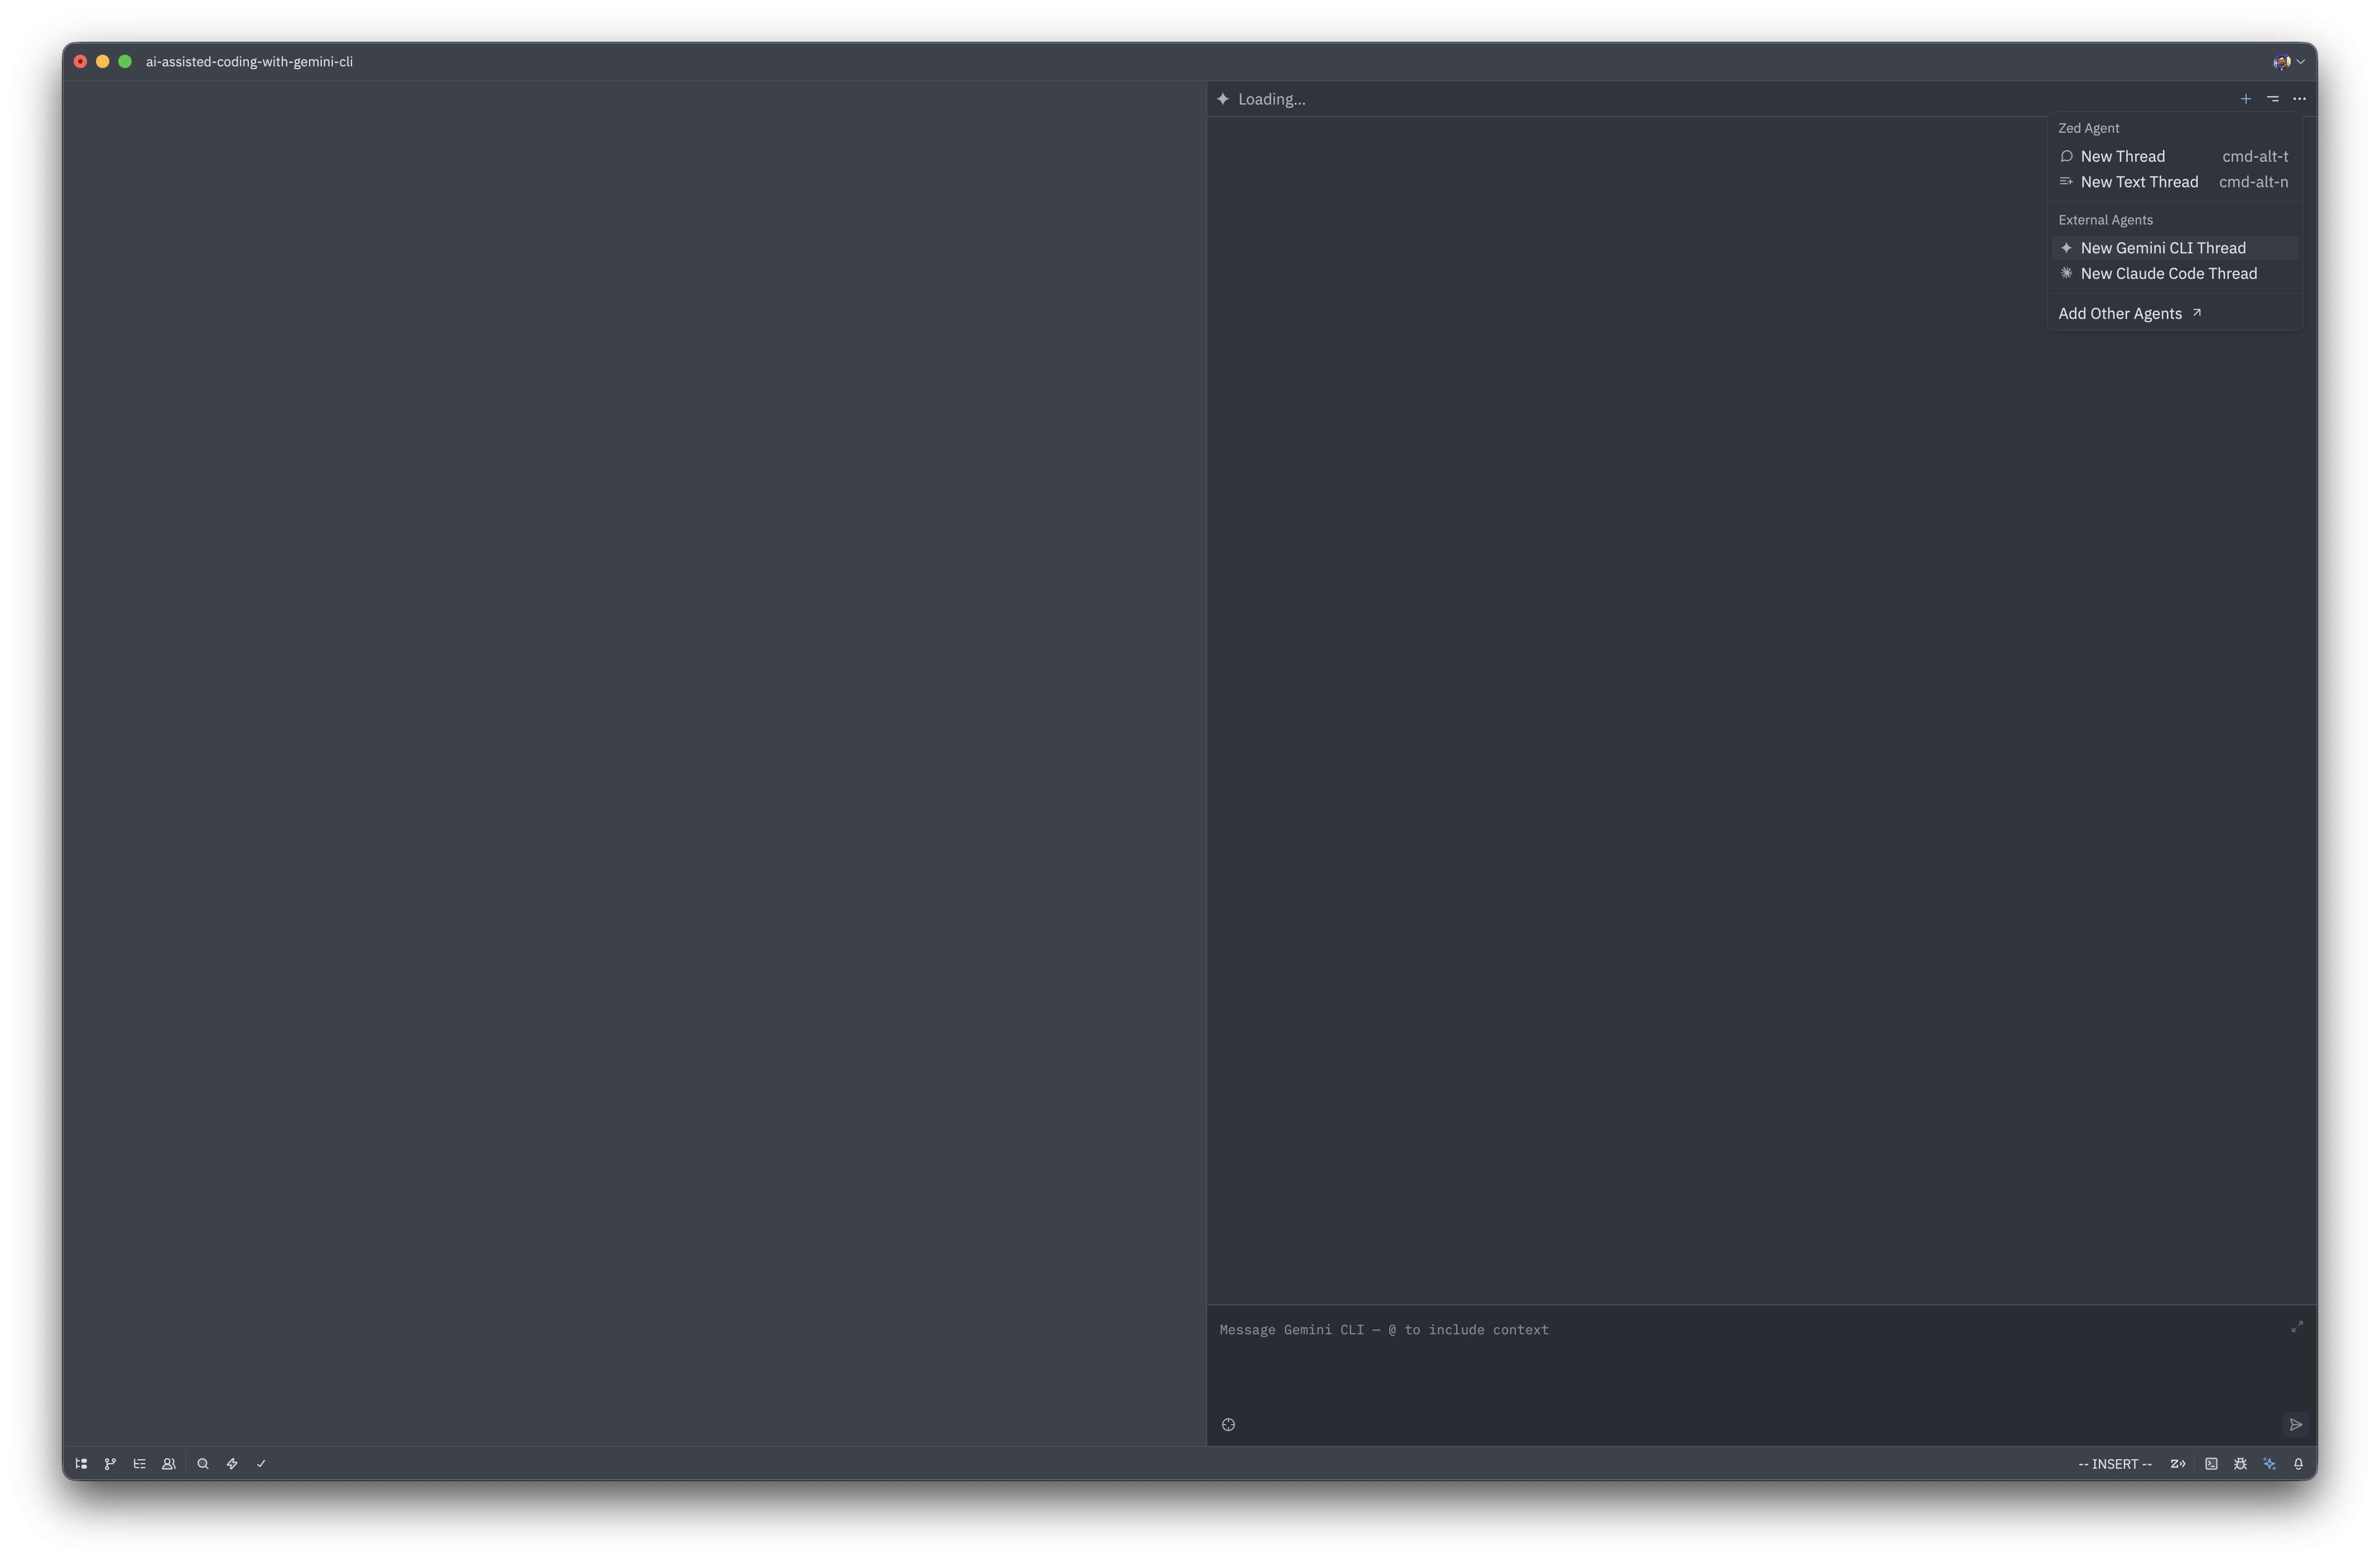 ai-assisted-coding-with-gemini-cli
Loading...
Zed Agent
New Thread cmd-alt-t
New Text Thread cmd-alt-n
External Agents
New Gemini CLI Thread
New Claude Code Thread
Add Other Agents
Message Gemini CLI — @ to include context
-- INSERT --